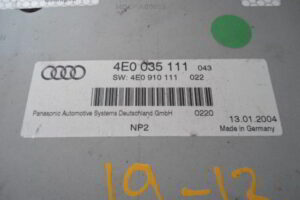 4E0 035 111 043
SW: 4E0 910 111 022
Panasonic Automotive Systems Deutschland GmbH 0220
13.01.2004
NP2
Made in Germany
19-12